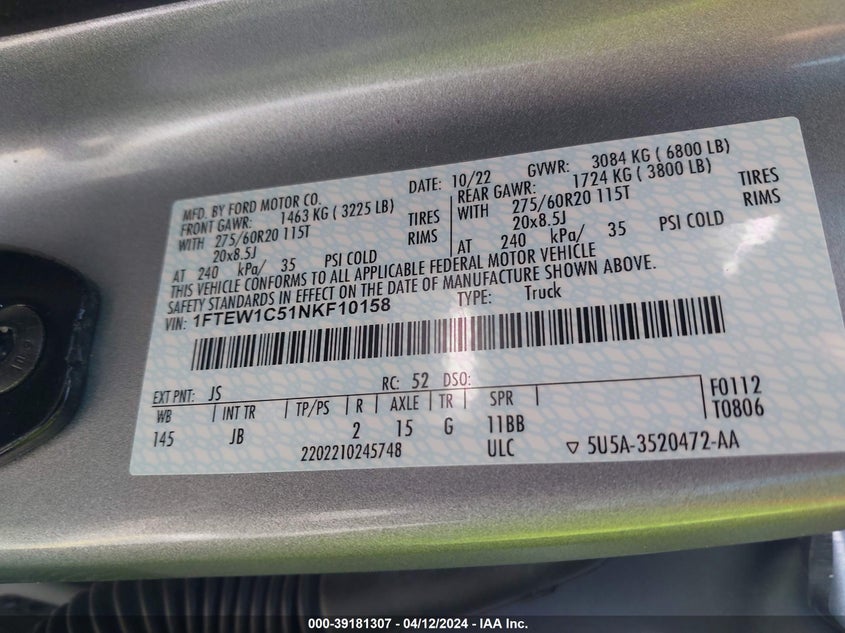 MFD. BY FORD MOTOR CO.
DATE: 10/22 GVWR: 3084 KG ( 6800 LB)
FRONT GAWR: 1463 KG ( 3225 LB)
REAR GAWR: 1724 KG ( 3800 LB)
WITH 275/60R20 115T TIRES
WITH 275/60R20 115T TIRES
20x8.5J RIMS
20x8.5J RIMS
AT 240 kPa/ 35 PSI COLD
AT 240 kPa/ 35 PSI COLD
THIS VEHICLE CONFORMS TO ALL APPLICABLE FEDERAL MOTOR VEHICLE
SAFETY STANDARDS IN EFFECT ON THE DATE OF MANUFACTURE SHOWN ABOVE.
VIN: 1FTEW1C51NKF10158 TYPE: Truck
EXT PNT: JS RC: 52 DSO:
WB INT TR TP/PS R AXLE TR SPR
145 JB 2 15 G 11BB
F0112
T0806
2202210245748 ULC ▽ 5U5A-3520472-AA
000-39181307 - 04/12/2024 - IAA Inc.